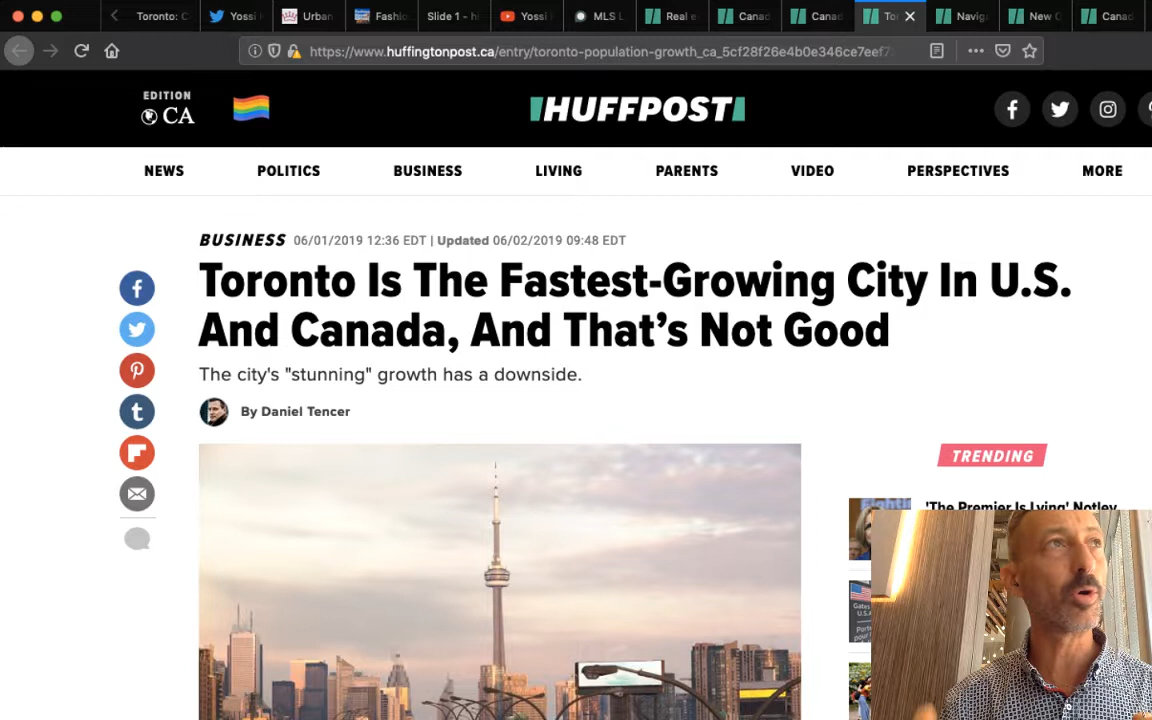 Toronto: C
Yossi
Urban
Fashio
Slide 1 - h
Yossi
MLS L
Real e
Canad
Canad
To
Navig
New D
Canad
https://www.huffingtonpost.ca/entry/toronto-population-growth_ca_5cf28f26e4b0e346ce7eef7
EDITION
CA
HUFFPOST
NEWS
POLITICS
BUSINESS
LIVING
PARENTS
VIDEO
PERSPECTIVES
MORE
BUSINESS 06/01/2019 12:36 EDT | Updated 06/02/2019 09:48 EDT
Toronto Is The Fastest-Growing City In U.S.
And Canada, And That's Not Good
The city's "stunning" growth has a downside.
By Daniel Tencer
TRENDING
'The Premier Is Lying' Notley